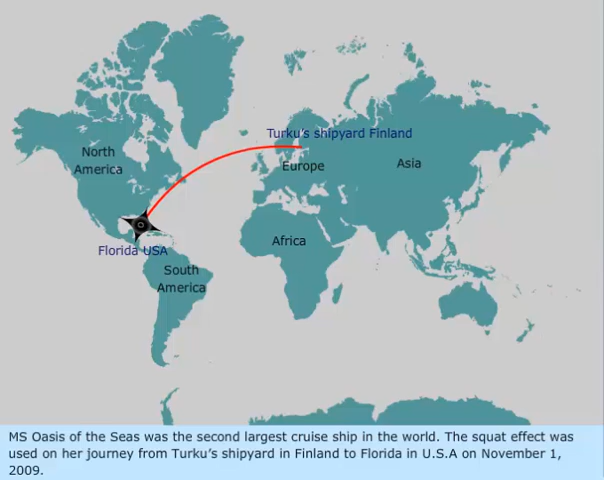 Turku's shipyard Finland
North
America
Europe
Asia
Africa
Florida USA
South
America
MS Oasis of the Seas was the second largest cruise ship in the world. The squat effect was
used on her journey from Turku's shipyard in Finland to Florida in U.S.A on November 1,
2009.